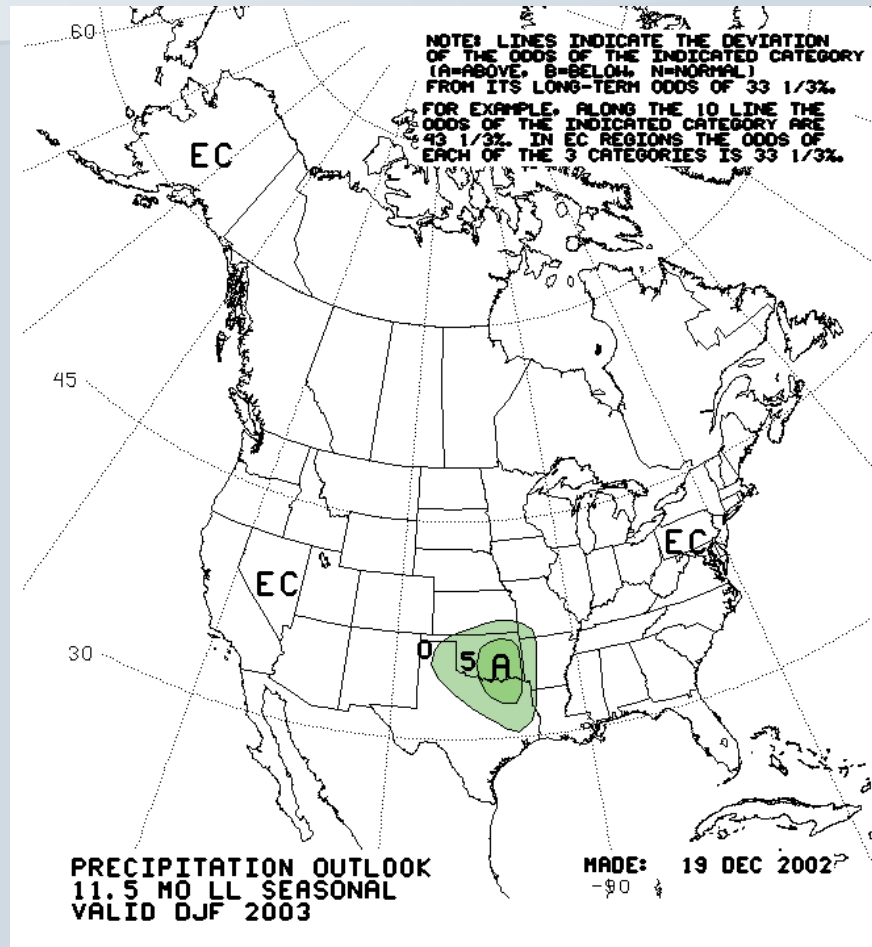 60
NOTE: LINES INDICATE THE DEVIATION
OF THE ODDS OF THE INDICATED CATEGORY
(A=ABOVE, B=BELOW, N=NORMAL)
FROM ITS LONG-TERM ODDS OF 33 1/3%.
FOR EXAMPLE, ALONG THE 10 LINE THE
ODDS OF THE INDICATED CATEGORY ARE
43 1/3%. IN EC REGIONS THE ODDS OF
EACH OF THE 3 CATEGORIES IS 33 1/3%.
EC
45
EC
EC
30
0
5
A
PRECIPITATION OUTLOOK
11.5 MO LL SEASONAL
VALID DJF 2003
MADE: 19 DEC 2002
-90